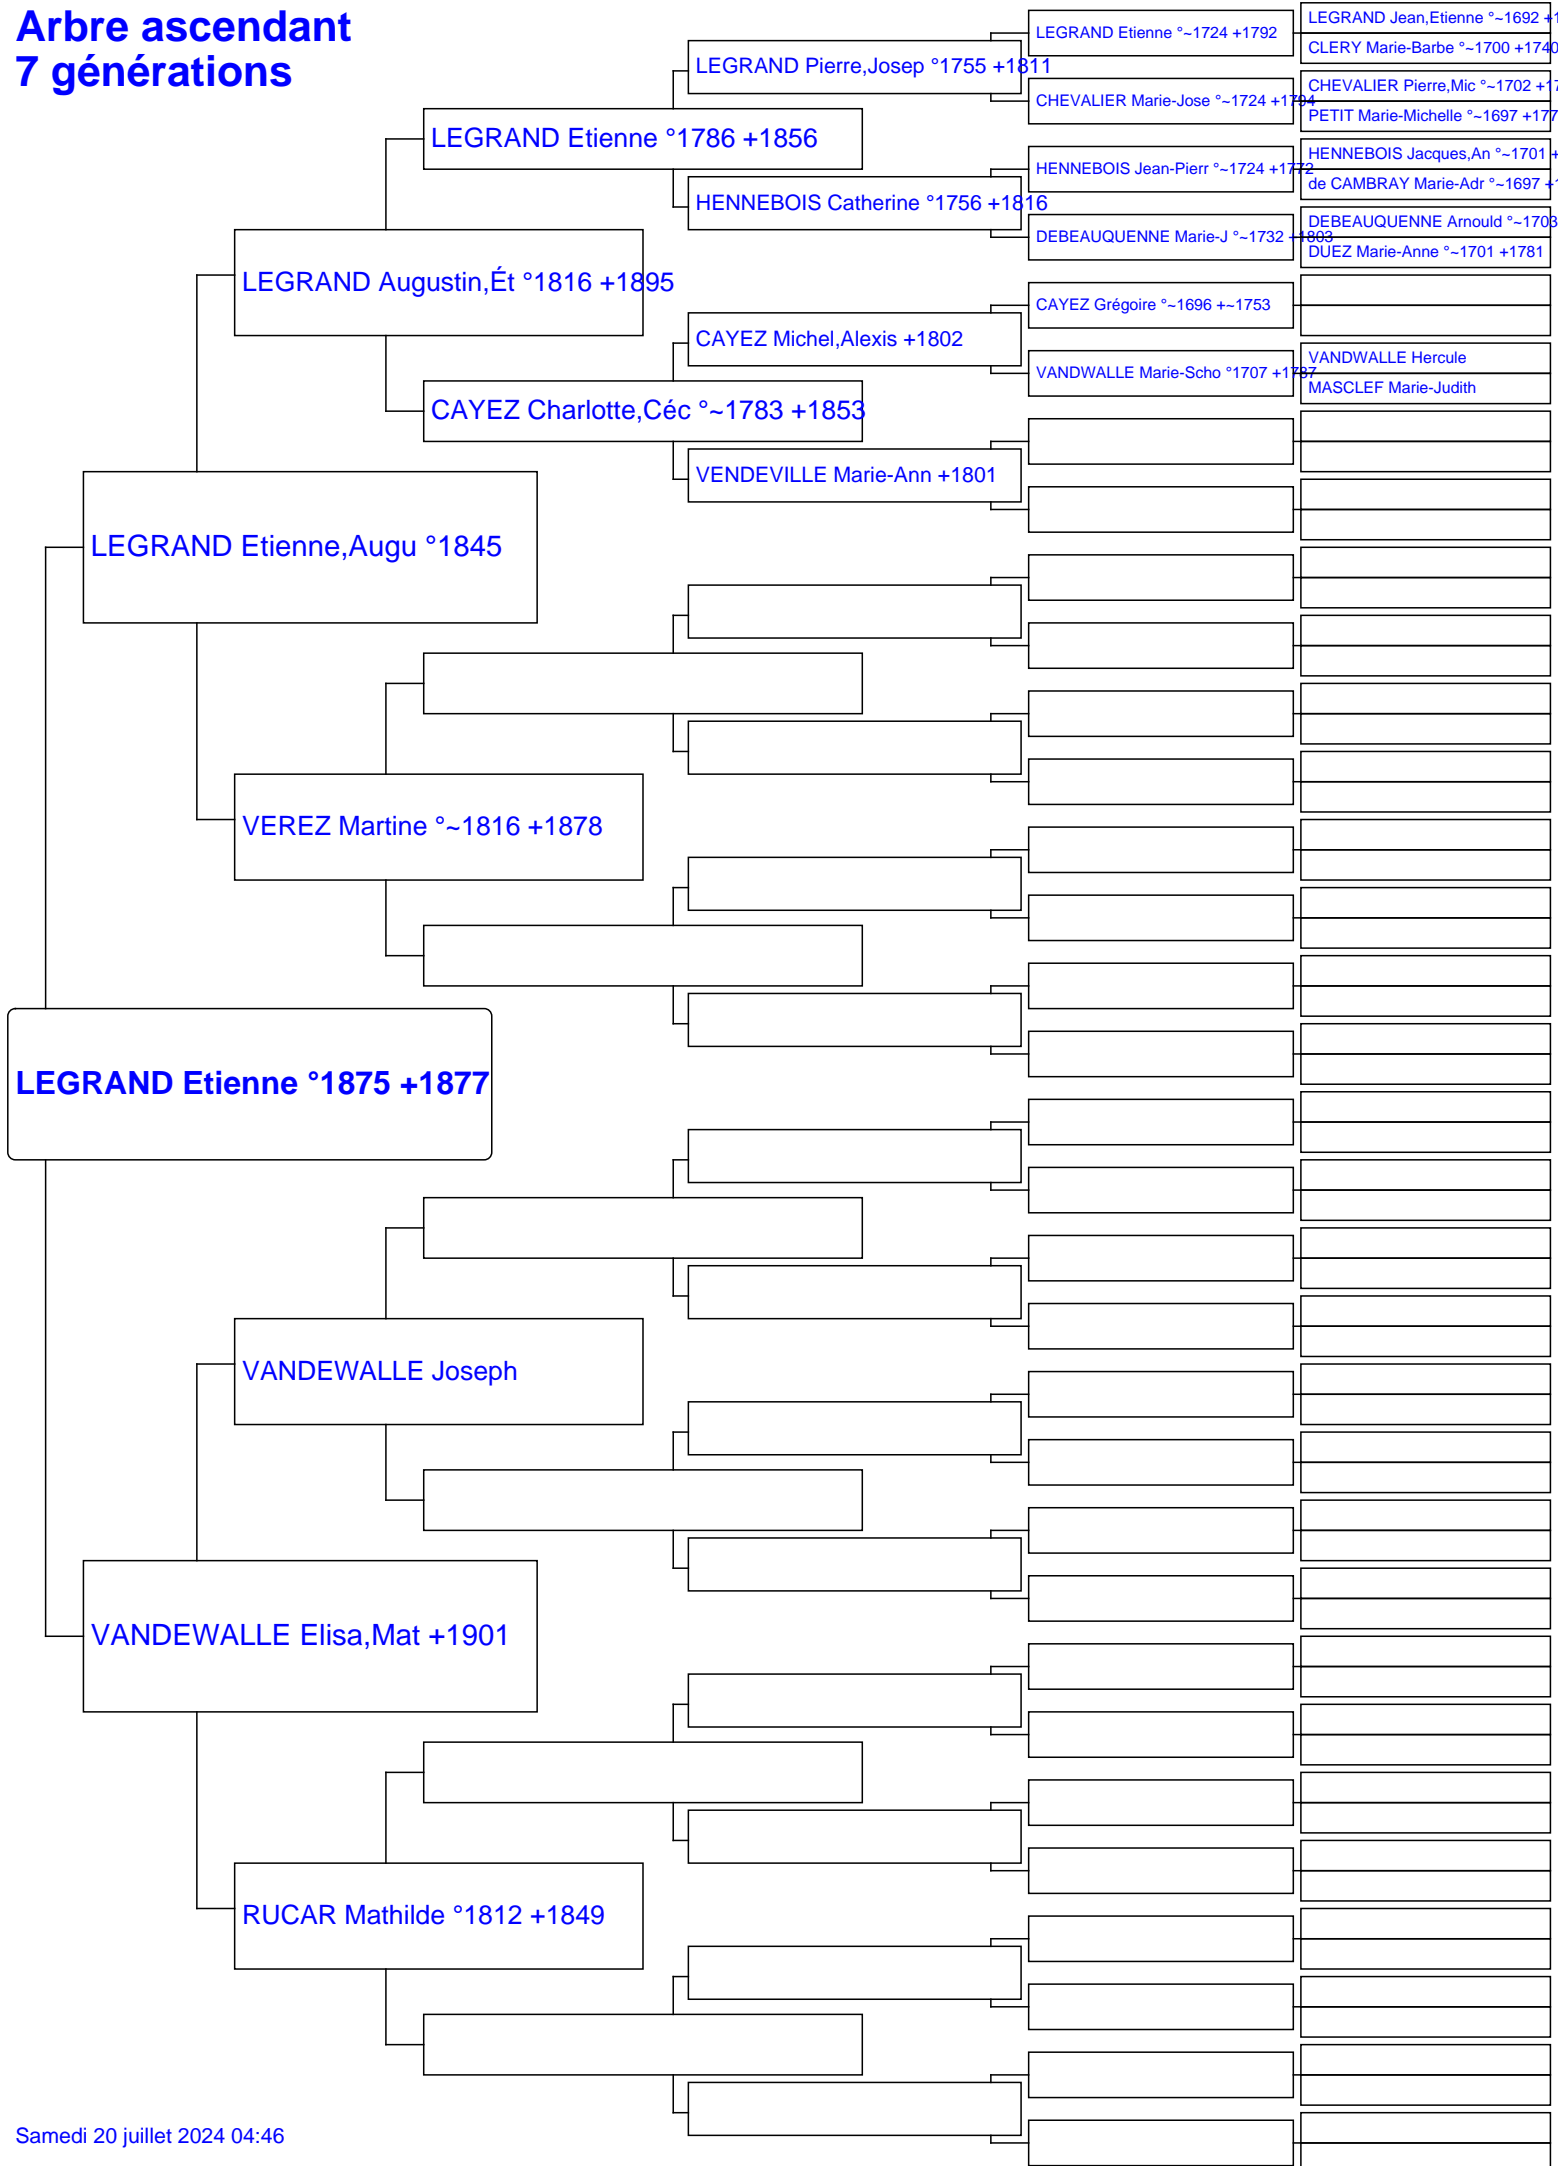 Arbre ascendant
7 générations
LEGRAND Etienne °1875 +1877
LEGRAND Etienne,Augu °1845
VANDEWALLE Elisa,Mat +1901
LEGRAND Augustin,Ét °1816 +1895
VEREZ Martine °~1816 +1878
VANDEWALLE Joseph
RUCAR Mathilde °1812 +1849
LEGRAND Etienne °1786 +1856
CAYEZ Charlotte,Céc °~1783 +1853
LEGRAND Pierre,Josep °1755 +1811
HENNEBOIS Catherine °1756 +1816
CAYEZ Michel,Alexis +1802
VENDEVILLE Marie-Ann +1801
LEGRAND Etienne °~1724 +1792
CHEVALIER Marie-Jose °~1724 +1794
HENNEBOIS Jean-Pierr °~1724 +1772
DEBEAUQUENNE Marie-J °~1732 +1803
CAYEZ Grégoire °~1696 +~1753
VANDWALLE Marie-Scho °1707 +1787
LEGRAND Jean,Etienne °~1692 +1
CLERY Marie-Barbe °~1700 +1740
CHEVALIER Pierre,Mic °~1702 +17
PETIT Marie-Michelle °~1697 +177
HENNEBOIS Jacques,An °~1701 +
de CAMBRAY Marie-Adr °~1697 +1
DEBEAUQUENNE Arnould °~1703
DUEZ Marie-Anne °~1701 +1781
VANDWALLE Hercule
MASCLEF Marie-Judith
Samedi 20 juillet 2024 04:46